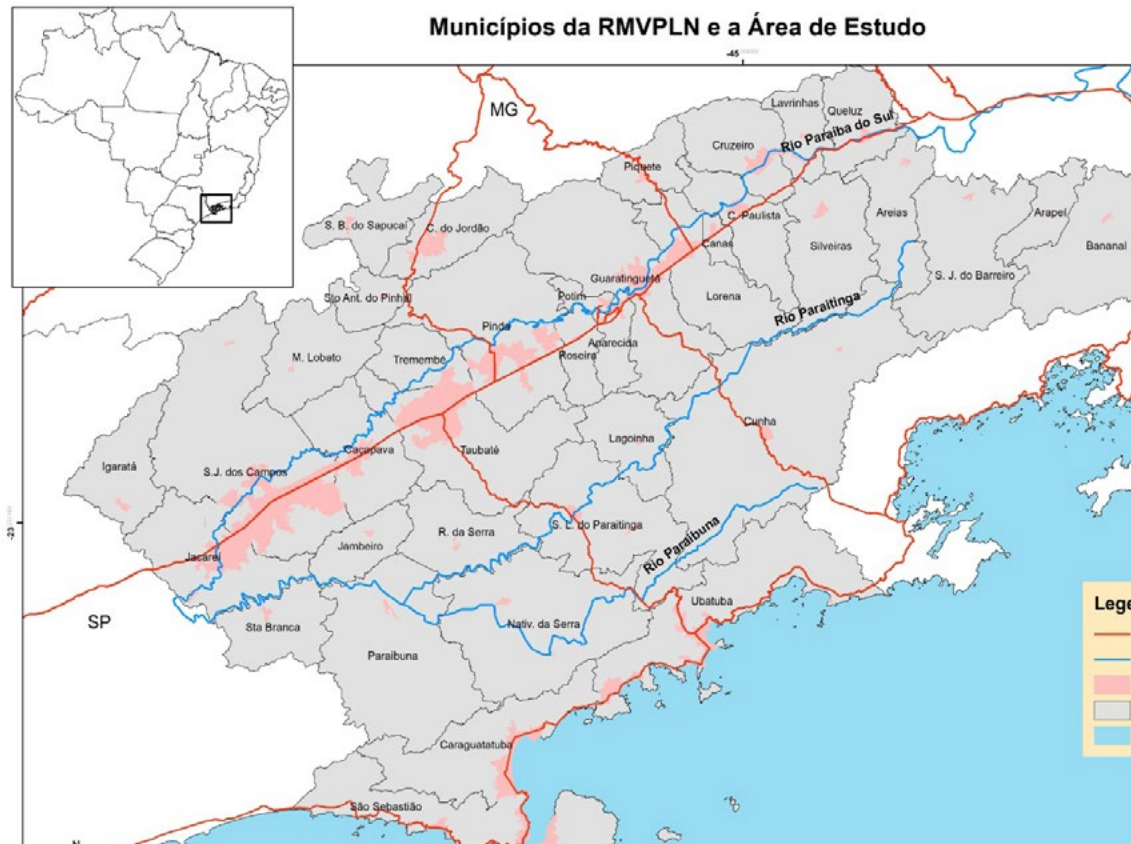 Municípios da RMVPLN e a Área de Estudo
-45
MG
Lavrinhas
Queluz
Cruzeiro
Rio Paraíba do Sul
Piquete
S. B. do Sapucaí
C. do Jordão
C. Paulista
Canas
Silveiras
Areias
Arapeí
Bananal
S. J. do Barreiro
Guaratinguetá
Sto Ant. do Pinhal
Potim
Lorena
Rio Paraitinga
Pinda
M. Lobato
Tremembé
Roseira
Aparecida
Cunha
Lagoinha
Caçapava
Taubaté
Igaratá
S.J. dos Campos
-23
S. L. do Paraitinga
R. da Serra
Jambeiro
Jacareí
Rio Paraibuna
Ubatuba
Lege
SP
Sta Branca
Nativ. da Serra
Paraibuna
Caraguatatuba
São Sebastião